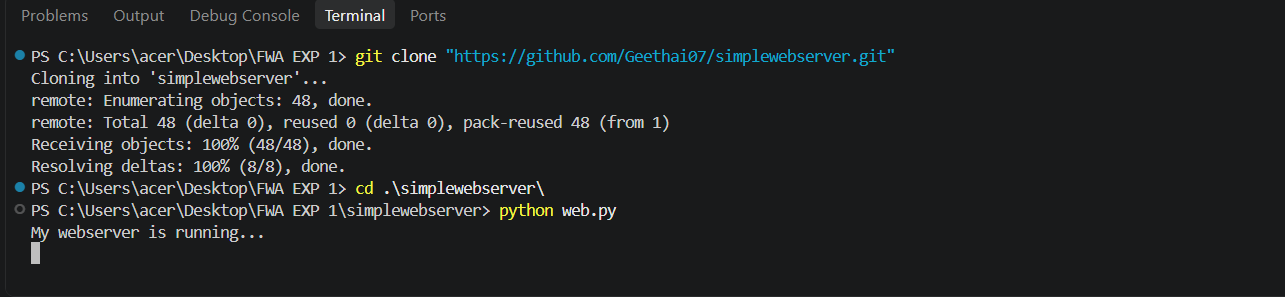 Problems Output Debug Console Terminal Ports
PS C:\Users\acer\Desktop\FWA EXP 1> git clone "https://github.com/Geethai07/simplewebserver.git"
Cloning into 'simplewebserver'...
remote: Enumerating objects: 48, done.
remote: Total 48 (delta 0), reused 0 (delta 0), pack-reused 48 (from 1)
Receiving objects: 100% (48/48), done.
Resolving deltas: 100% (8/8), done.
PS C:\Users\acer\Desktop\FWA EXP 1> cd .\simplewebserver\
PS C:\Users\acer\Desktop\FWA EXP 1\simplewebserver> python web.py
My webserver is running...